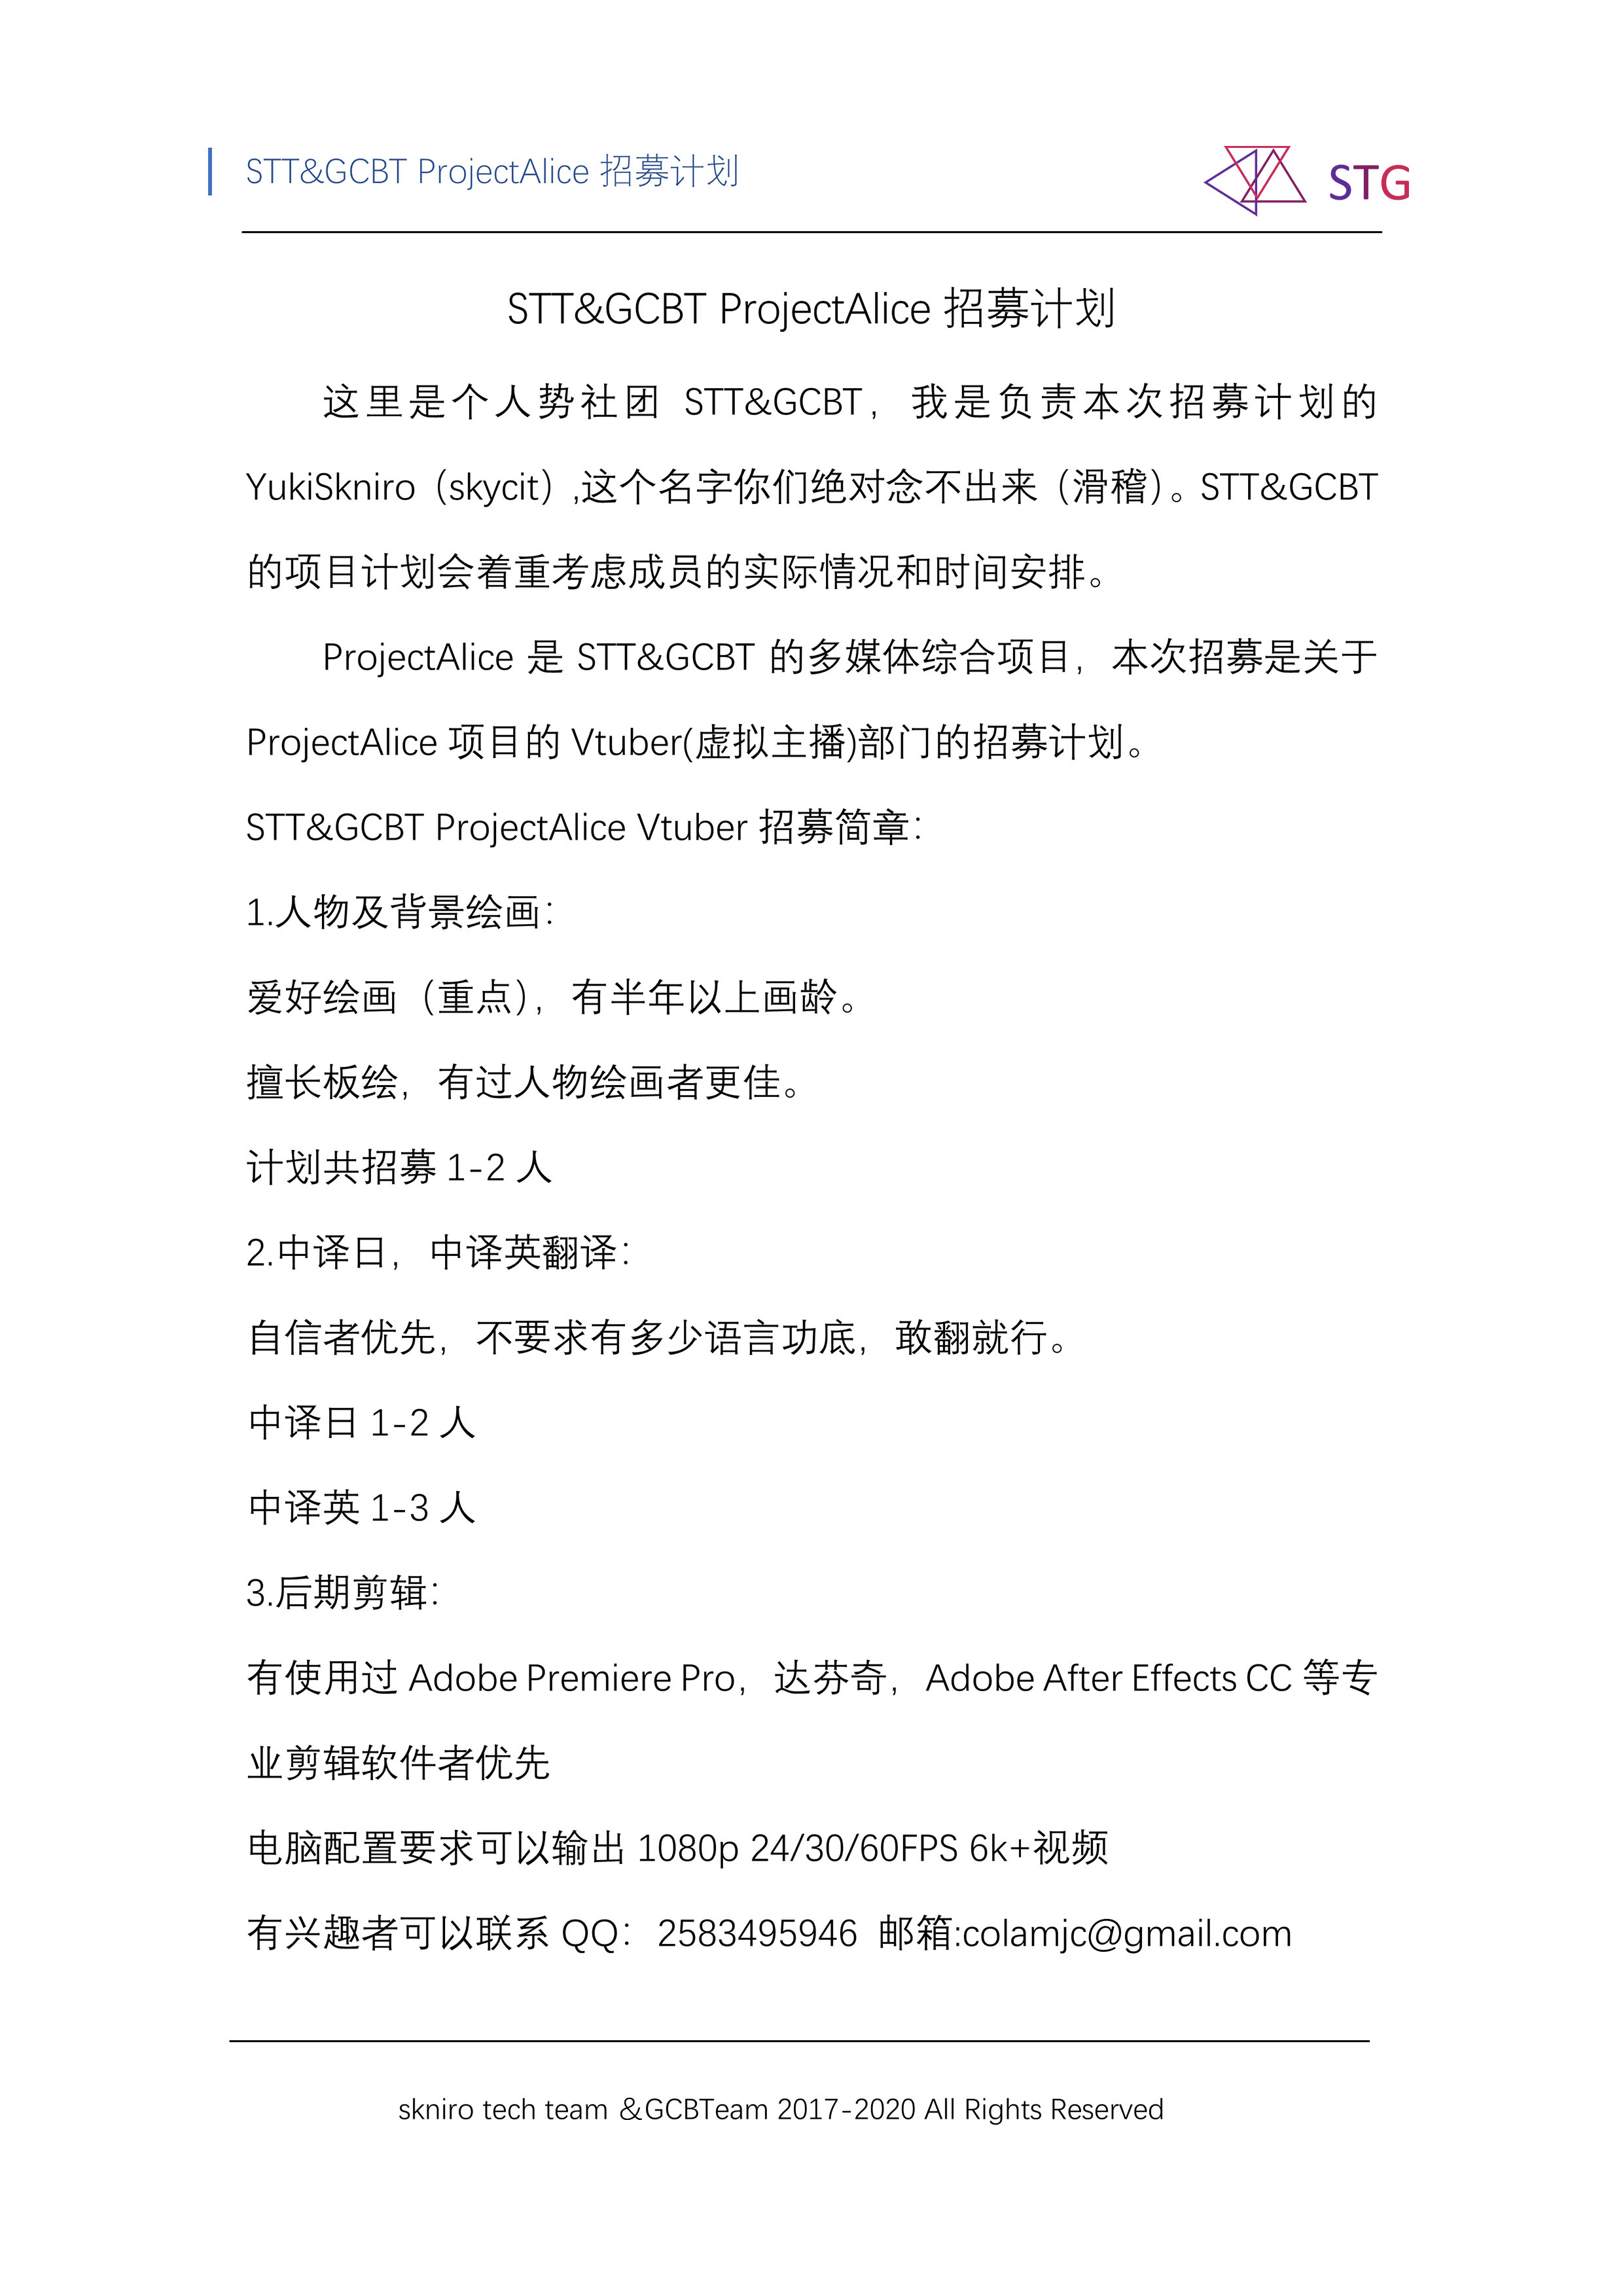 STT&GCBT ProjectAlice 招募计划
STG
STT&GCBT ProjectAlice 招募计划
这里是个人势社团 STT&GCBT，我是负责本次招募计划的
YukiSkniro（skycit）,这个名字你们绝对念不出来（滑稽）。STT&GCBT
的项目计划会着重考虑成员的实际情况和时间安排。
ProjectAlice 是 STT&GCBT 的多媒体综合项目，本次招募是关于
ProjectAlice 项目的 Vtuber(虚拟主播)部门的招募计划。
STT&GCBT ProjectAlice Vtuber 招募简章：
1.人物及背景绘画：
爱好绘画（重点），有半年以上画龄。
擅长板绘，有过人物绘画者更佳。
计划共招募 1-2 人
2.中译日，中译英翻译：
自信者优先，不要求有多少语言功底，敢翻就行。
中译日 1-2 人
中译英 1-3 人
3.后期剪辑：
有使用过 Adobe Premiere Pro，达芬奇，Adobe After Effects CC 等专
业剪辑软件者优先
电脑配置要求可以输出 1080p 24/30/60FPS 6k+视频
有兴趣者可以联系 QQ：2583495946 邮箱:colamjc@gmail.com
skniro tech team ＆GCBTeam 2017-2020 All Rights Reserved